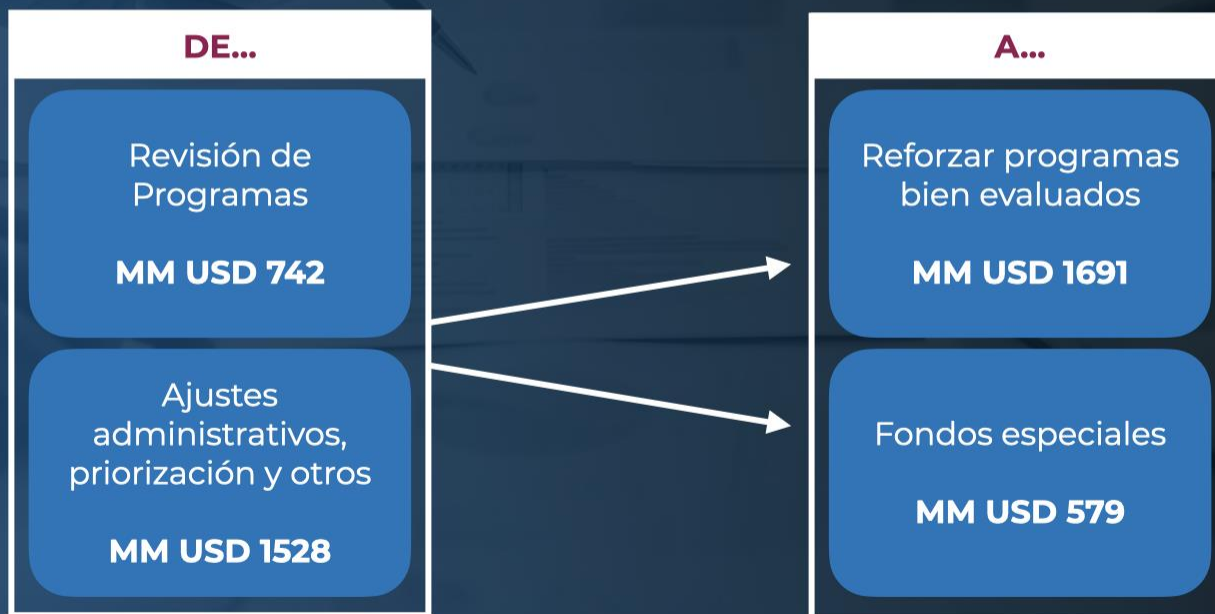 DE...
Revisión de
Programas
MM USD 742
Ajustes
administrativos,
priorización y otros
MM USD 1528
A...
Reforzar programas
bien evaluados
MM USD 1691
Fondos especiales
MM USD 579